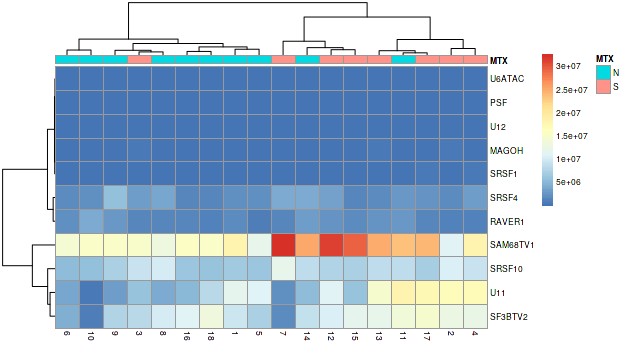 MTX
U6ATAC
PSF
U12
MAGOH
SRSF1
SRSF4
RAVER1
SAM68TV1
SRSF10
U11
SF3BTV2
6 10 9 3 8 16 18 1 5 7 14 12 15 13 11 17 2 4
3e+07
2.5e+07
2e+07
1.5e+07
1e+07
5e+06
MTX
N
S